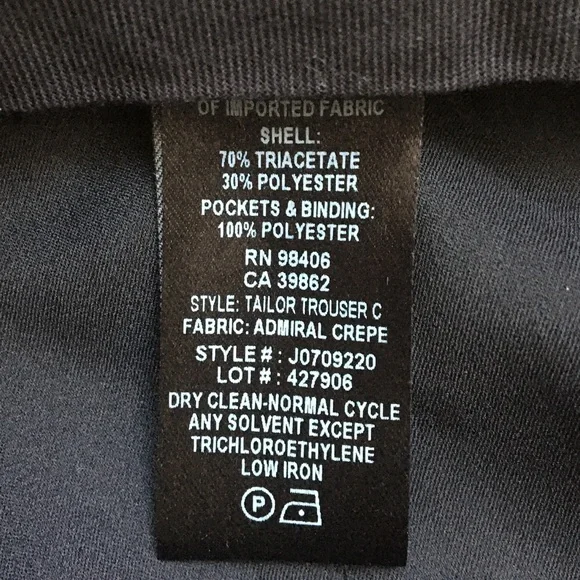 OF IMPORTED FABRIC
SHELL:
70% TRIACETATE
30% POLYESTER
POCKETS & BINDING:
100% POLYESTER
RN 98406
CA 39862
STYLE: TAILOR TROUSER C
FABRIC: ADMIRAL CREPE
STYLE # : J0709220
LOT # : 427906
DRY CLEAN-NORMAL CYCLE
ANY SOLVENT EXCEPT
TRICHLOROETHYLENE
LOW IRON
P